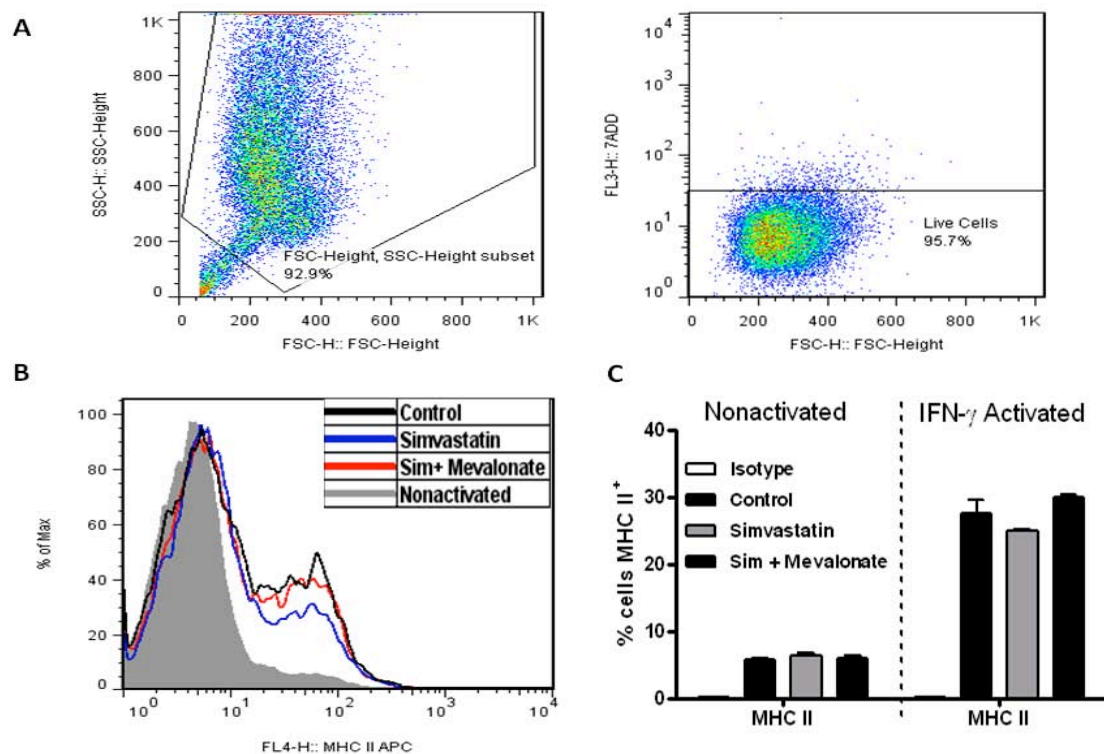 A
1K
800
600
400
200
0
SSC-H:: SSC-Height
FSC-Height, SSC-Height subset
92.9%
0 200 400 600 800 1K
FSC-H:: FSC-Height
10^4
10^3
10^2
10^1
10^0
FL3-H:: 7ADD
Live Cells
95.7%
0 200 400 600 800 1K
FSC-H:: FSC-Height
B
100
80
60
40
20
0
% of Max
Control
Simvastatin
Sim+ Mevalonate
Nonactivated
10^0 10^1 10^2 10^3 10^4
FL4-H:: MHC II APC
C
Nonactivated IFN-γ Activated
40
30
20
10
0
% cells MHC II^+
Isotype
Control
Simvastatin
Sim + Mevalonate
MHC II MHC II